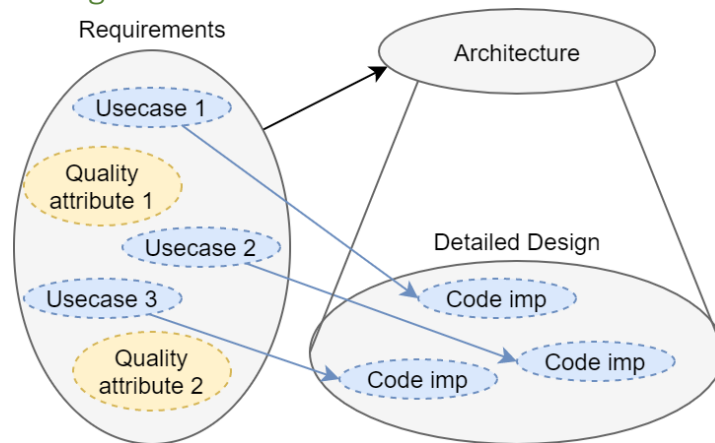 Requirements
Usecase 1
Quality
attribute 1
Usecase 2
Usecase 3
Quality
attribute 2
Architecture
Detailed Design
Code imp
Code imp
Code imp